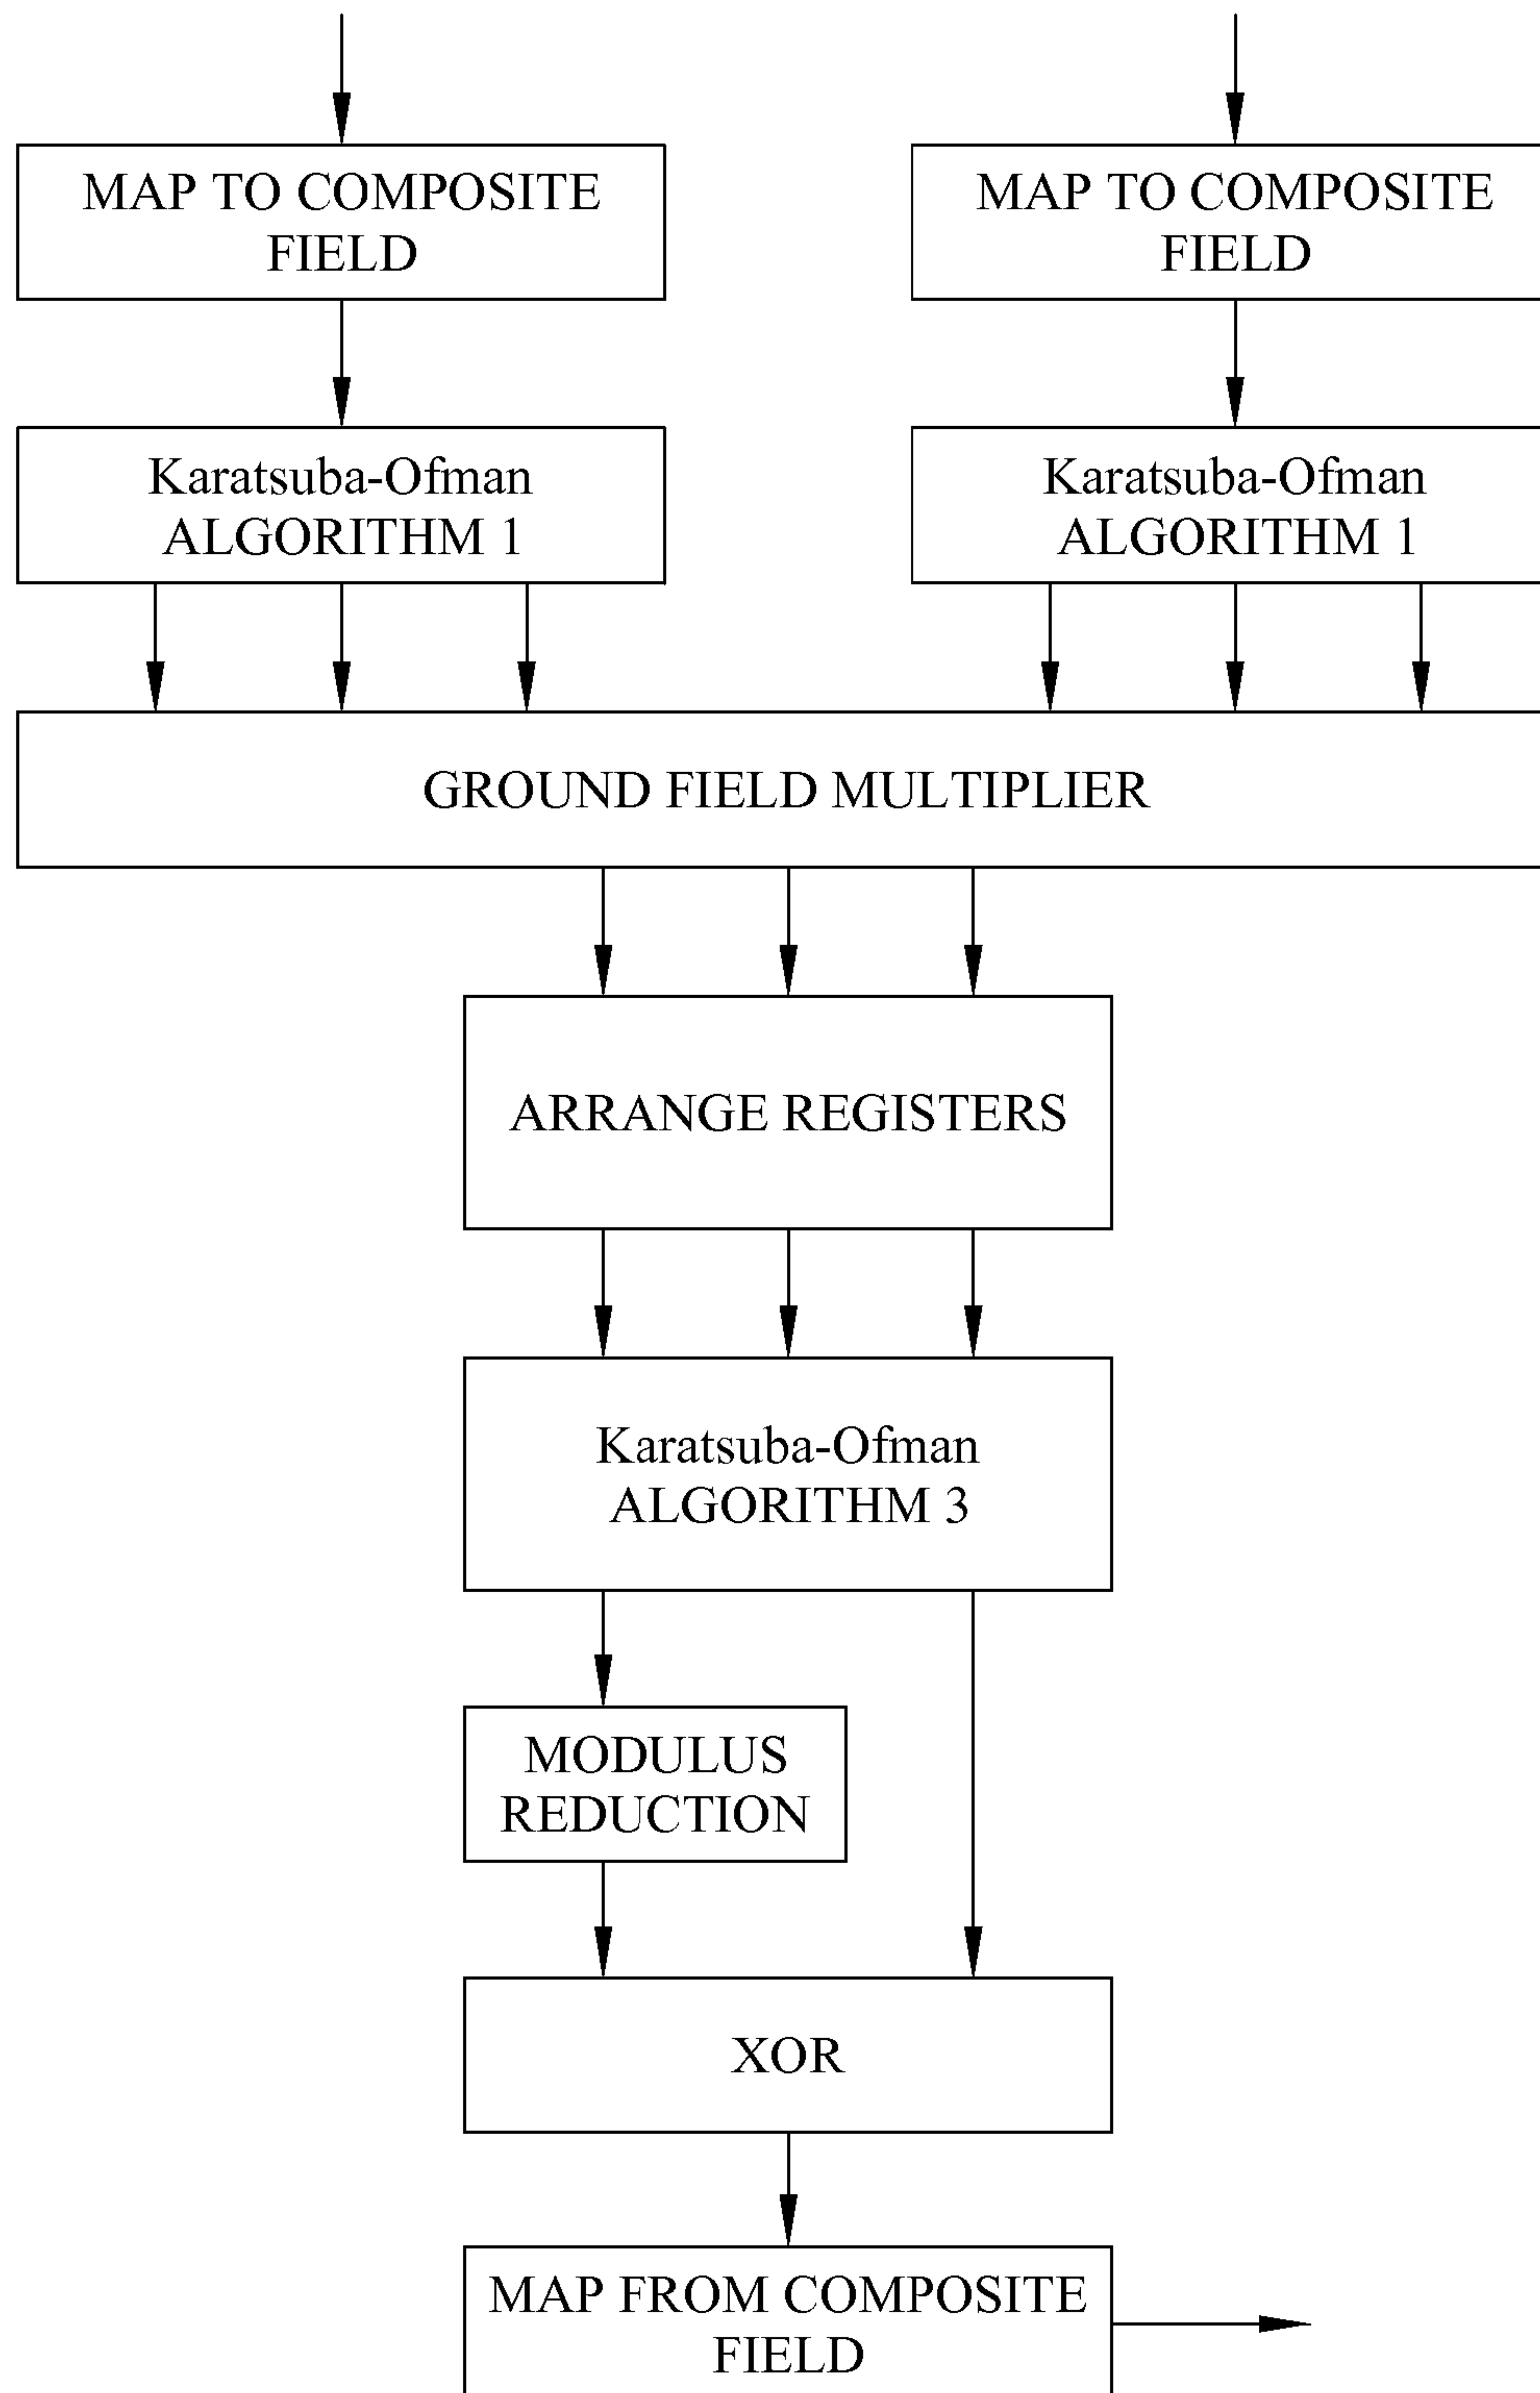 MAP TO COMPOSITE
FIELD
MAP TO COMPOSITE
FIELD
Karatsuba-Ofman
ALGORITHM 1
Karatsuba-Ofman
ALGORITHM 1
GROUND FIELD MULTIPLIER
ARRANGE REGISTERS
Karatsuba-Ofman
ALGORITHM 3
MODULUS
REDUCTION
XOR
MAP FROM COMPOSITE
FIELD